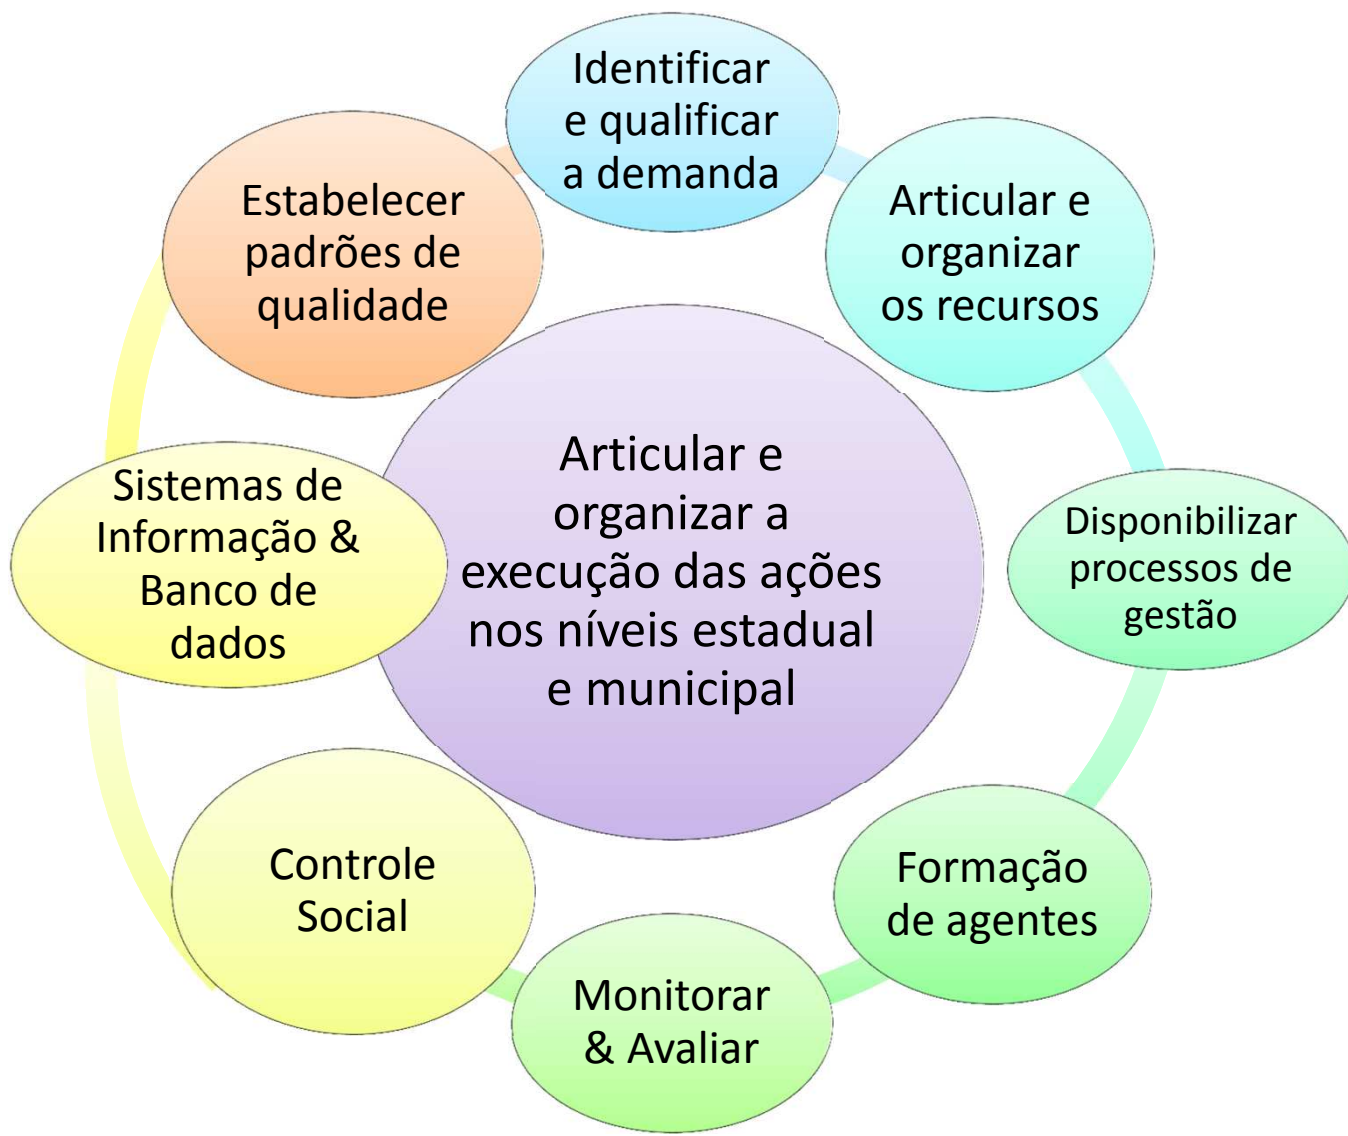 Identificar
e qualificar
a demanda
Articular e
organizar
os recursos
Disponibilizar
processos de
gestão
Formação
de agentes
Monitorar
& Avaliar
Controle
Social
Sistemas de
Informação &
Banco de
dados
Estabelecer
padrões de
qualidade
Articular e
organizar a
execução das ações
nos níveis estadual
e municipal